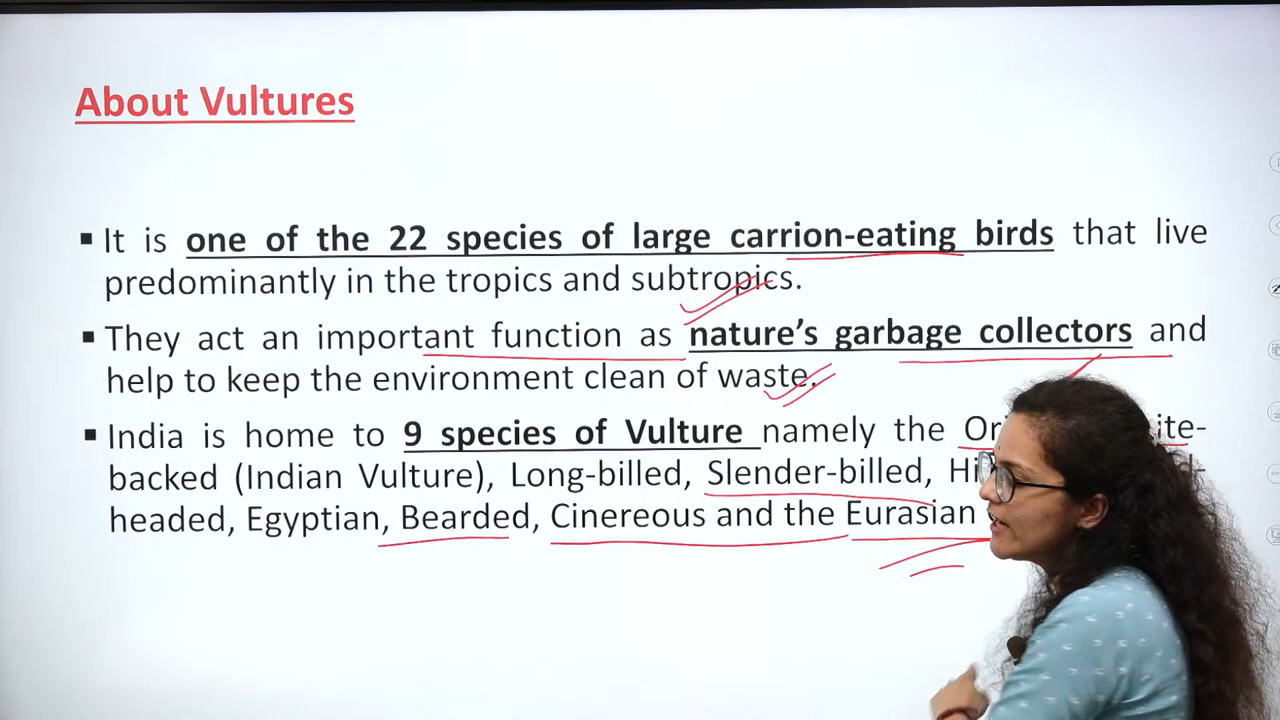 About Vultures
▪ It is one of the 22 species of large carrion-eating birds that live
predominantly in the tropics and subtropics.
▪ They act an important function as nature’s garbage collectors and
help to keep the environment clean of waste.
▪ India is home to 9 species of Vulture namely the
backed (Indian Vulture), Long-billed, Slender-billed,
headed, Egyptian, Bearded, Cinereous and the Eurasian